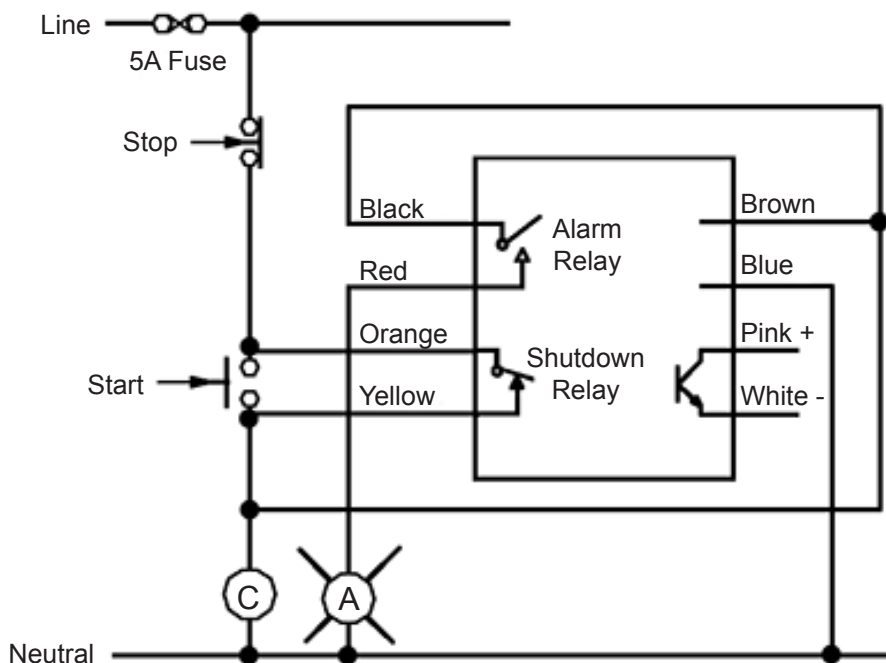 Line
5A Fuse
Stop
Black
Brown
Alarm
Relay
Red
Blue
Orange
Pink +
Start
Shutdown
Relay
Yellow
White -
C
A
Neutral